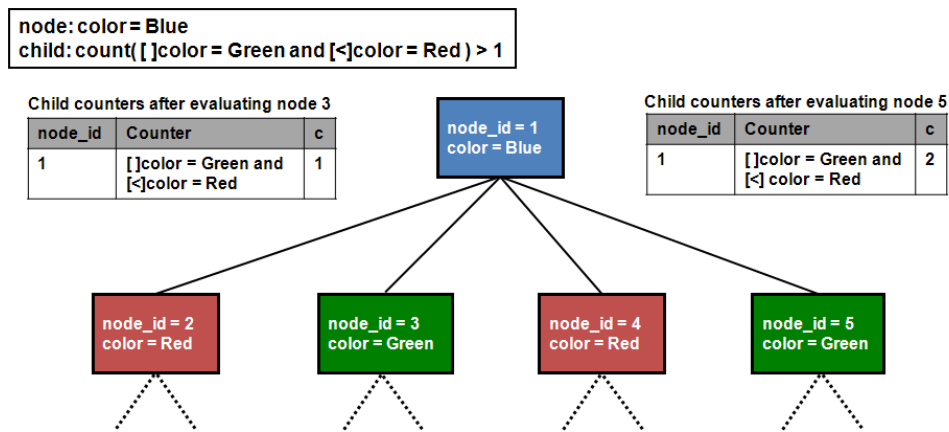 node: color = Blue
child: count( [ ]color = Green and [<]color = Red ) > 1
Child counters after evaluating node 3
node_id Counter c
1 [ ]color = Green and 1
[<]color = Red
node_id = 1
color = Blue
Child counters after evaluating node 5
node_id Counter c
1 [ ]color = Green and 2
[<] color = Red
node_id = 2
color = Red
node_id = 3
color = Green
node_id = 4
color = Red
node_id = 5
color = Green